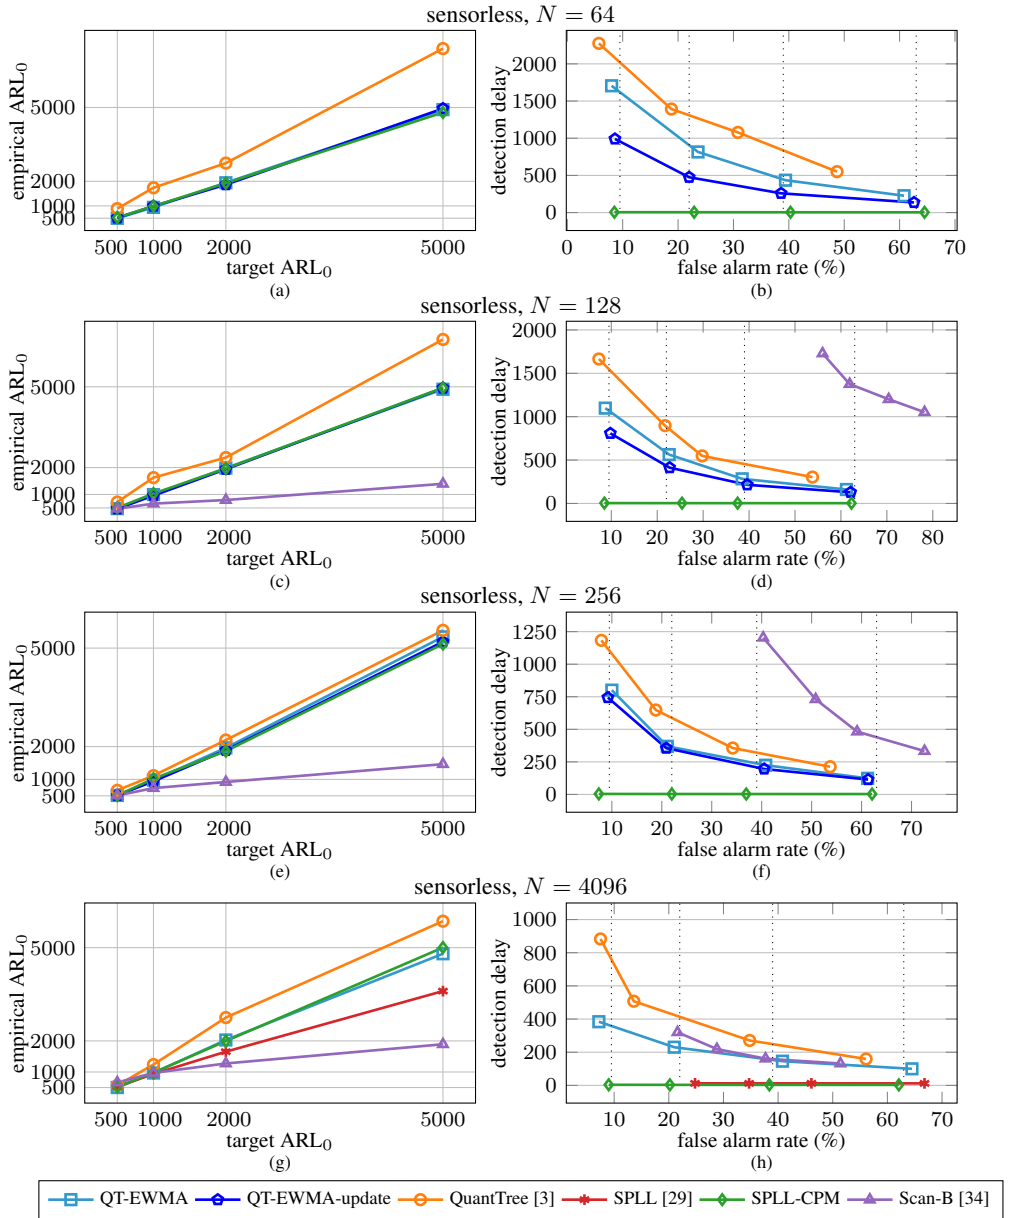 sensorless, N = 64
empirical ARL0
5000
2000
1000
500
500 1000 2000 5000
target ARL0
(a)
detection delay
2000
1500
1000
500
0
0 10 20 30 40 50 60 70
false alarm rate (%)
(b)
sensorless, N = 128
empirical ARL0
5000
2000
1000
500
500 1000 2000 5000
target ARL0
(c)
detection delay
2000
1500
1000
500
0
10 20 30 40 50 60 70 80
false alarm rate (%)
(d)
sensorless, N = 256
empirical ARL0
5000
2000
1000
500
500 1000 2000 5000
target ARL0
(e)
detection delay
1250
1000
750
500
250
0
10 20 30 40 50 60 70
false alarm rate (%)
(f)
sensorless, N = 4096
empirical ARL0
5000
2000
1000
500
500 1000 2000 5000
target ARL0
(g)
detection delay
1000
800
600
400
200
0
10 20 30 40 50 60
false alarm rate (%)
(h)
QT-EWMA QT-EWMA-update QuantTree [3] SPLL [29] SPLL-CPM Scan-B [34]